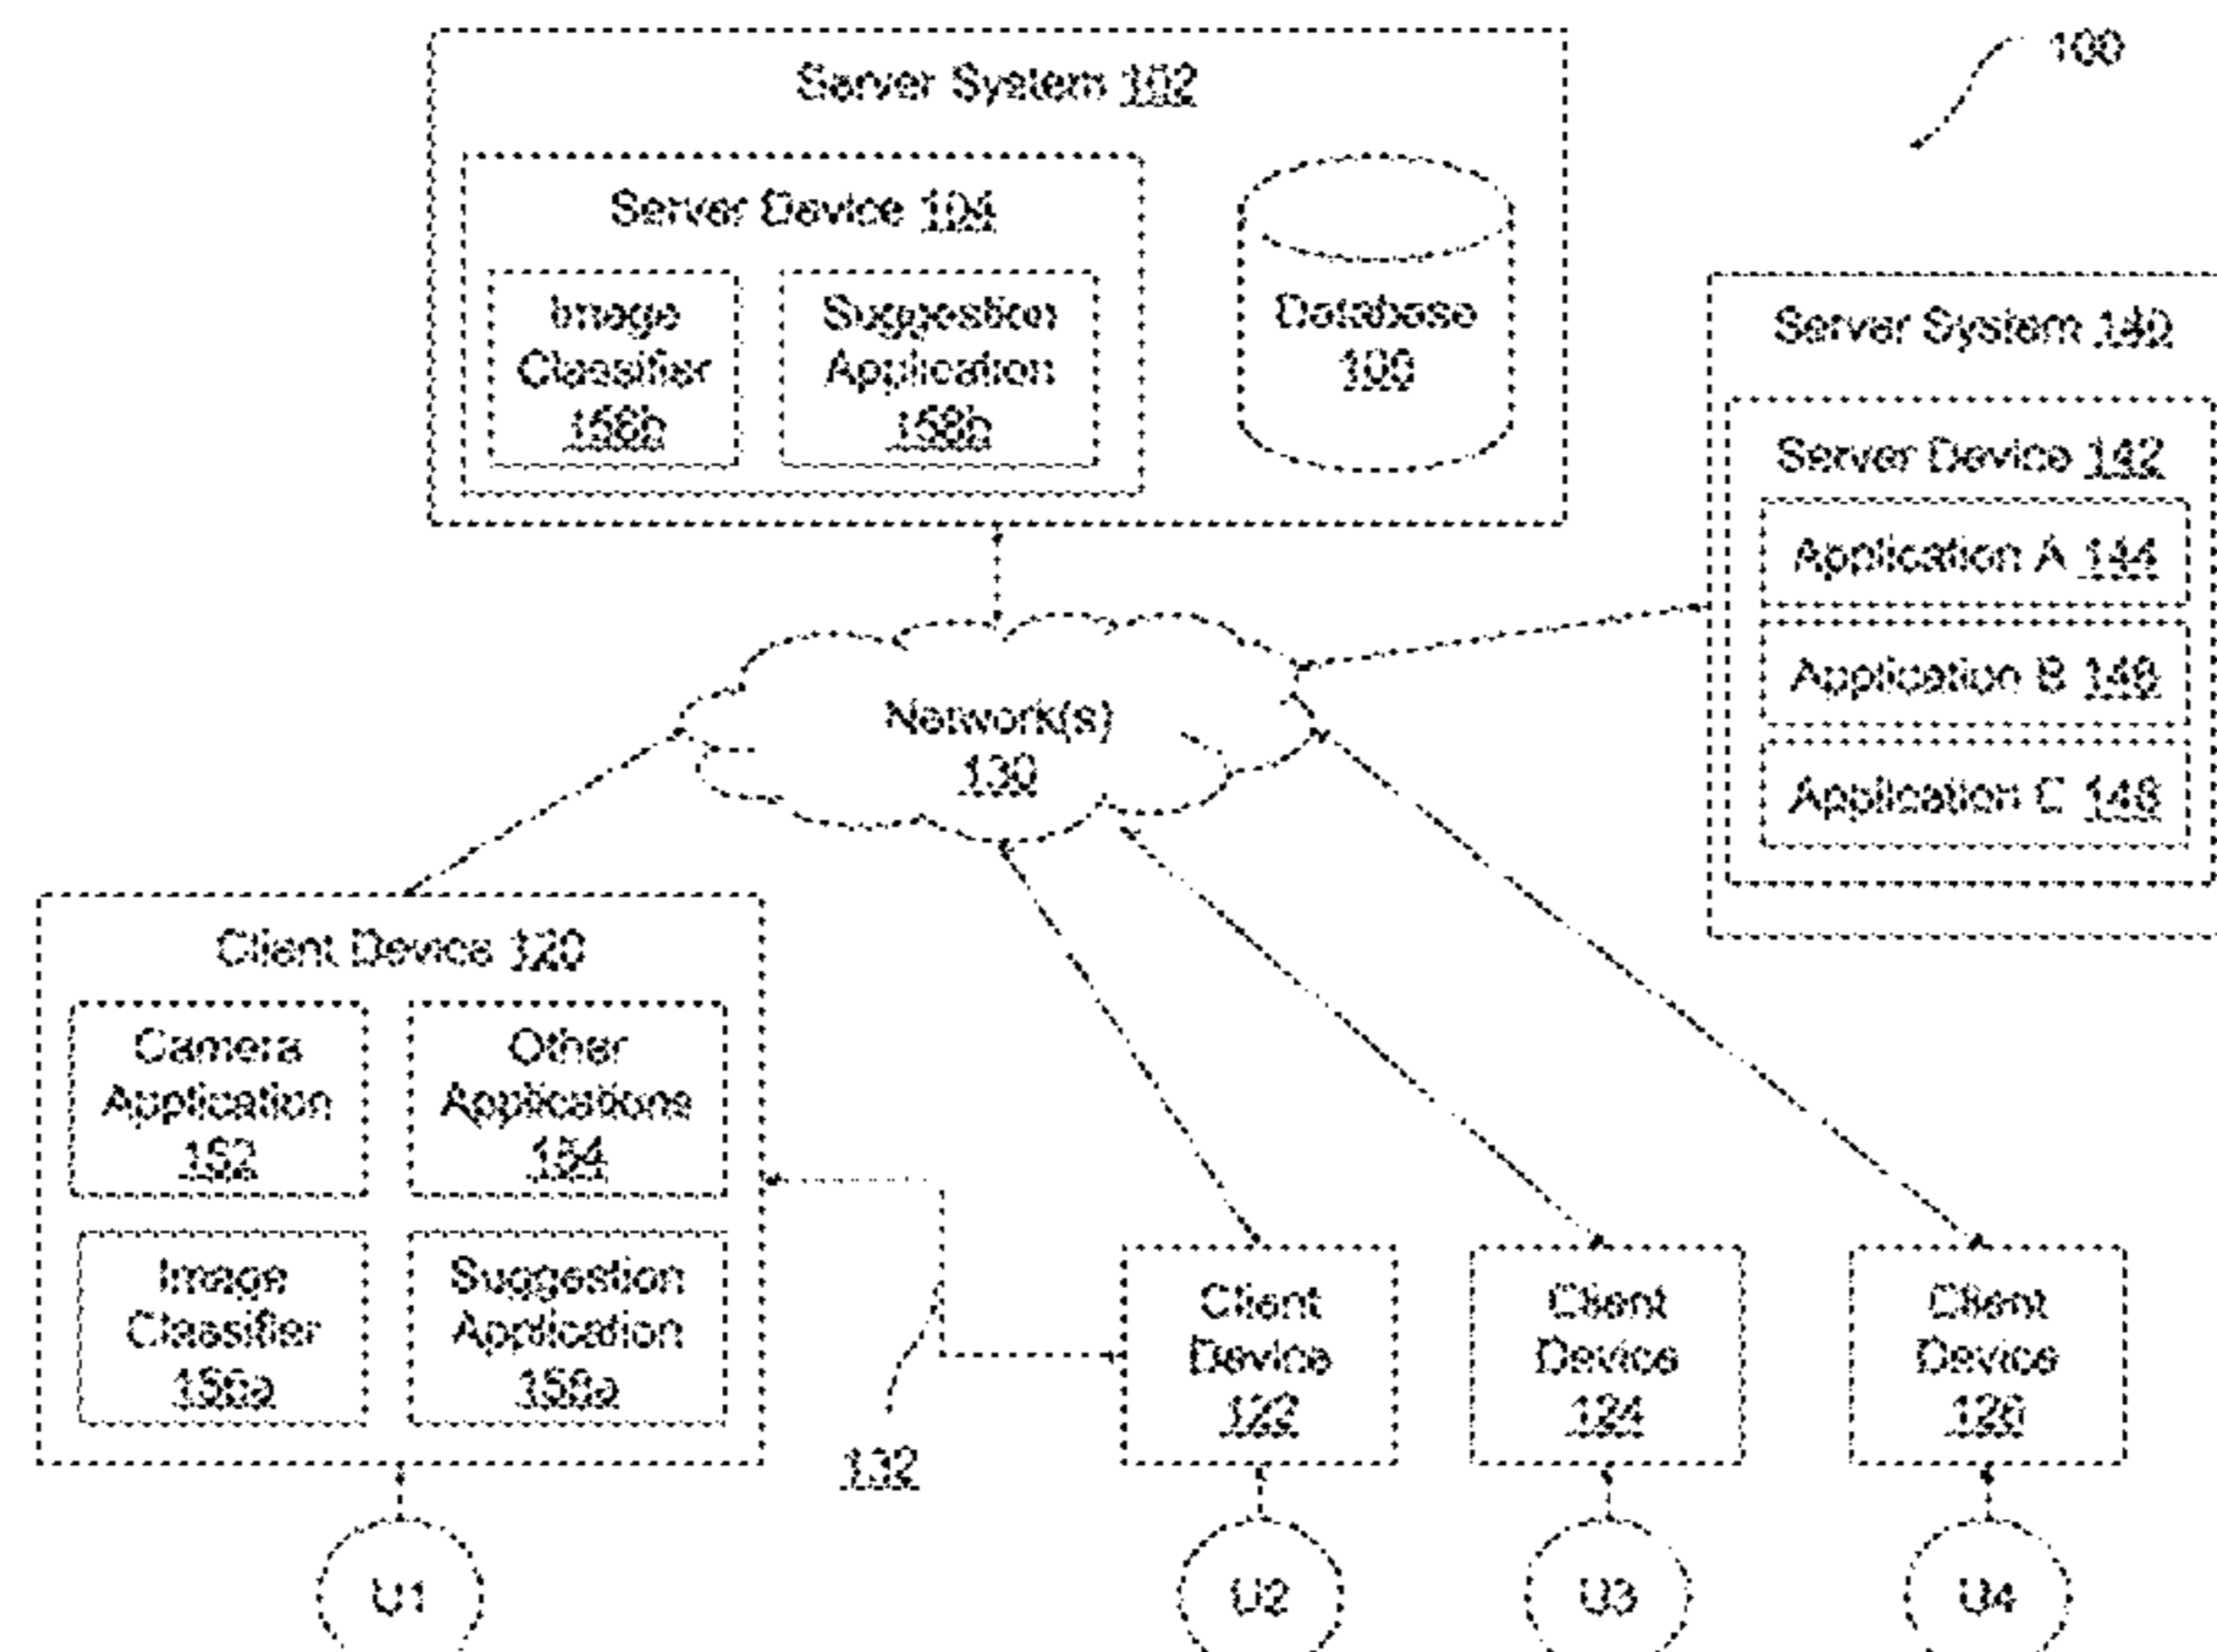 100
Server System 102
Server Device 104
Image
Classifier
156b
Suggestion
Application
158b
Database
106
Server System 140
Server Device 142
Application A 144
Application B 146
Application C 148
Network(s)
130
Client Device 120
Camera
Application
152
Other
Applications
154
Image
Classifier
156a
Suggestion
Application
158a
132
Client
Device
122
Client
Device
124
Client
Device
126
U1
U2
U3
U4